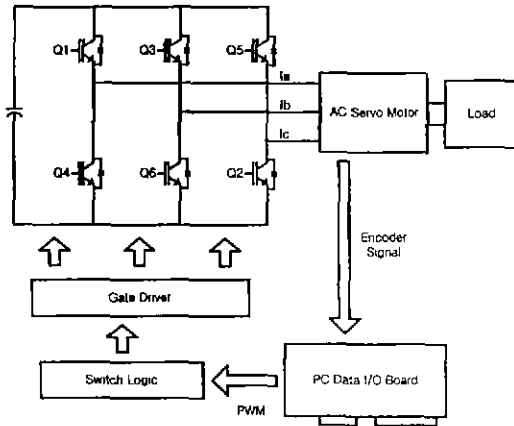 Q1
Q3
Q5
Ia
Ib
Ic
AC Servo Motor
Load
Q4
Q6
Q2
Encoder
Signal
Gate Driver
Switch Logic
PWM
PC Data I/O Board